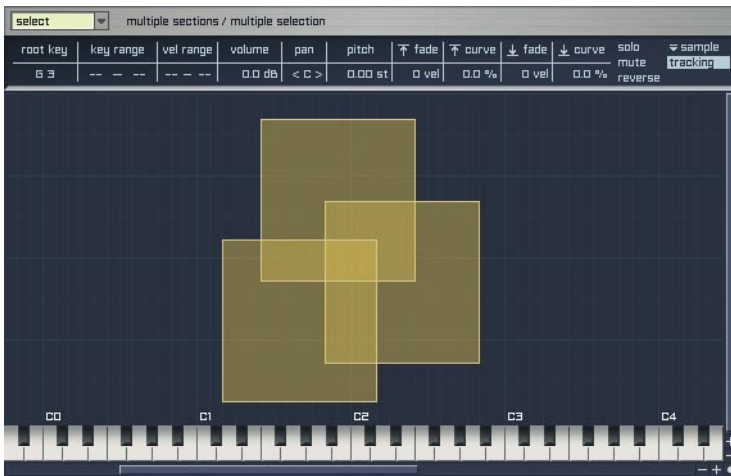 select multiple sections / multiple selection
root key key range vel range volume pan pitch fade curve fade curve solo sample
mute tracking
G 3 -- -- -- -- -- -- 0.0 dB < C > 0.00 st 0 vel 0.0 % 0 vel 0.0 % reverse
C0 C1 C2 C3 C4